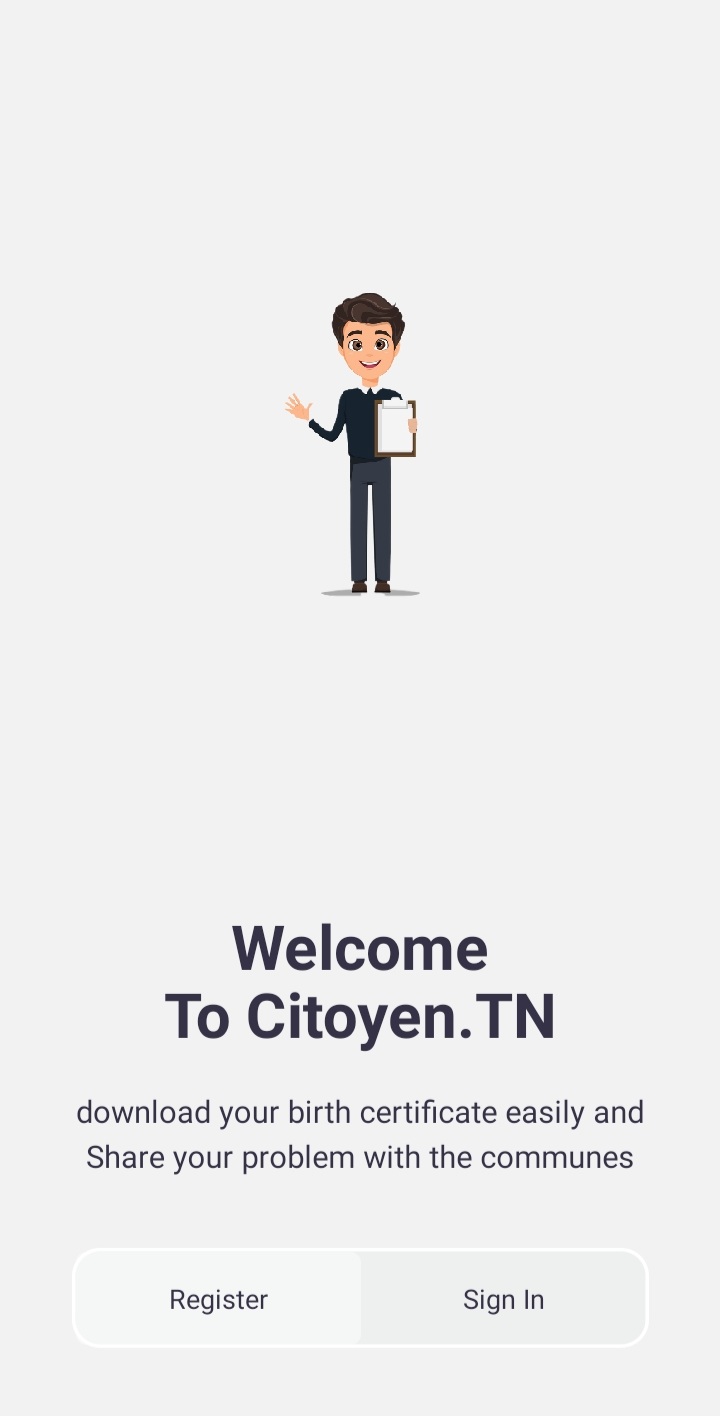 Welcome
To Citoyen.TN
download your birth certificate easily and
Share your problem with the communes
Register
Sign In